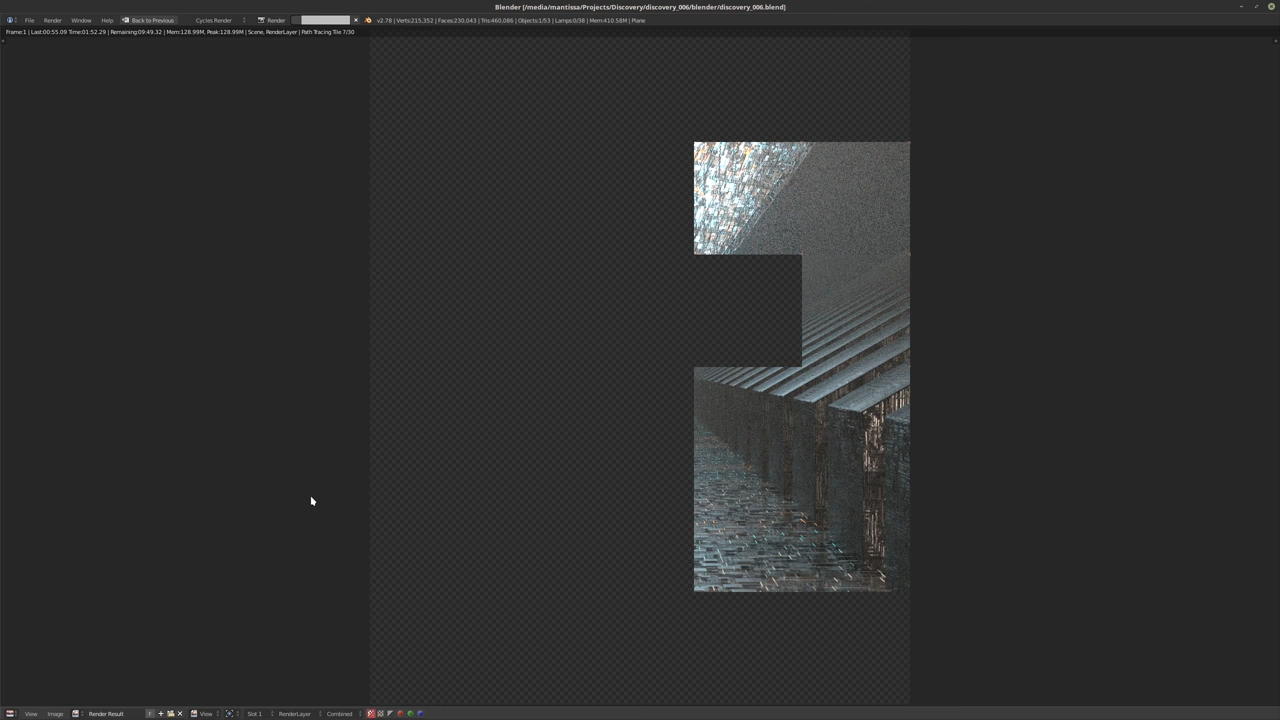 Blender [/media/mantissa/Projects/Discovery/discovery_006/blender/discovery_006.blend]
File Render Window Help Back to Previous Cycles Render Render v2.78 | Verts:215,352 | Faces:230,043 | Tris:460,086 | Objects:1/53 | Lamps:0/38 | Mem:410.58M | Plane
Frame:1 | Last:00:55.09 Time:01:52.29 | Remaining:09:49.32 | Mem:128.99M, Peak:128.99M | Scene, RenderLayer | Path Tracing Tile 7/30
View Image Render Result F View Slot 1 RenderLayer Combined